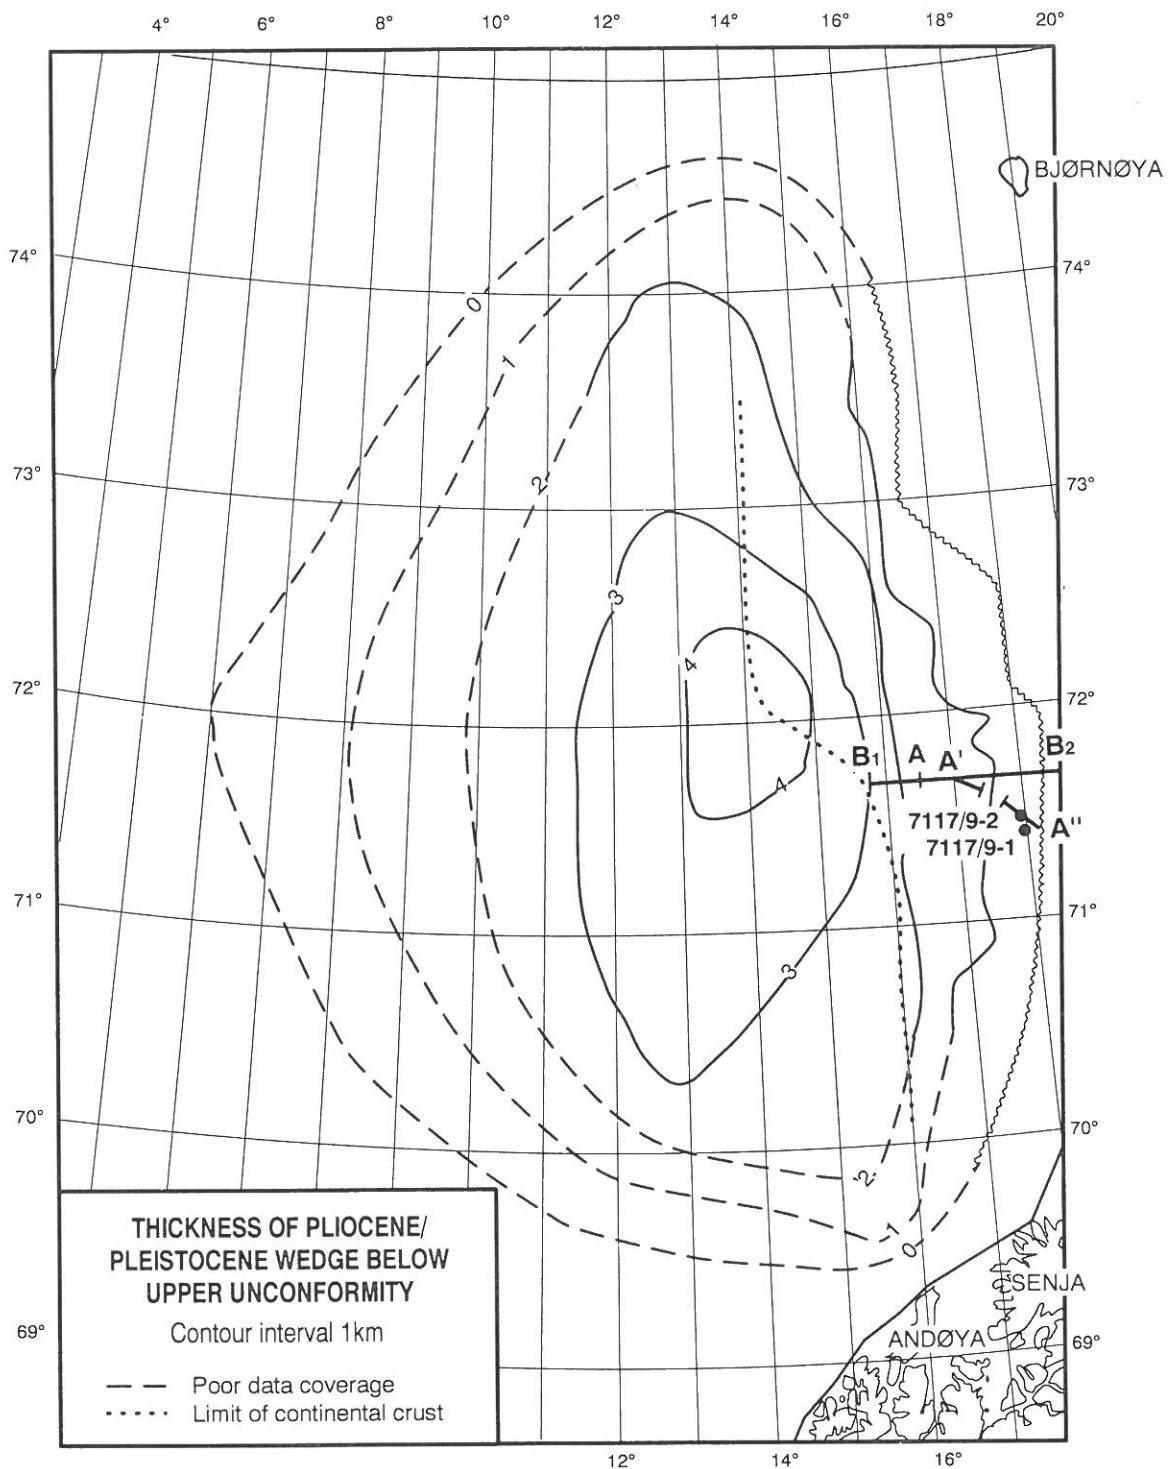 4° 6° 8° 10° 12° 14° 16° 18° 20°
BJØRNØYA
74° 74°
0
1
2
73° 73°
3
4
72° 72°
B1 A A' B2
4
7117/9-2 A"
7117/9-1
71° 71°
3
70° 70°
2
1
0
THICKNESS OF PLIOCENE/
PLEISTOCENE WEDGE BELOW
UPPER UNCONFORMITY
Contour interval 1km
Poor data coverage
Limit of continental crust
SENJA
ANDØYA
69° 69°
12° 16°